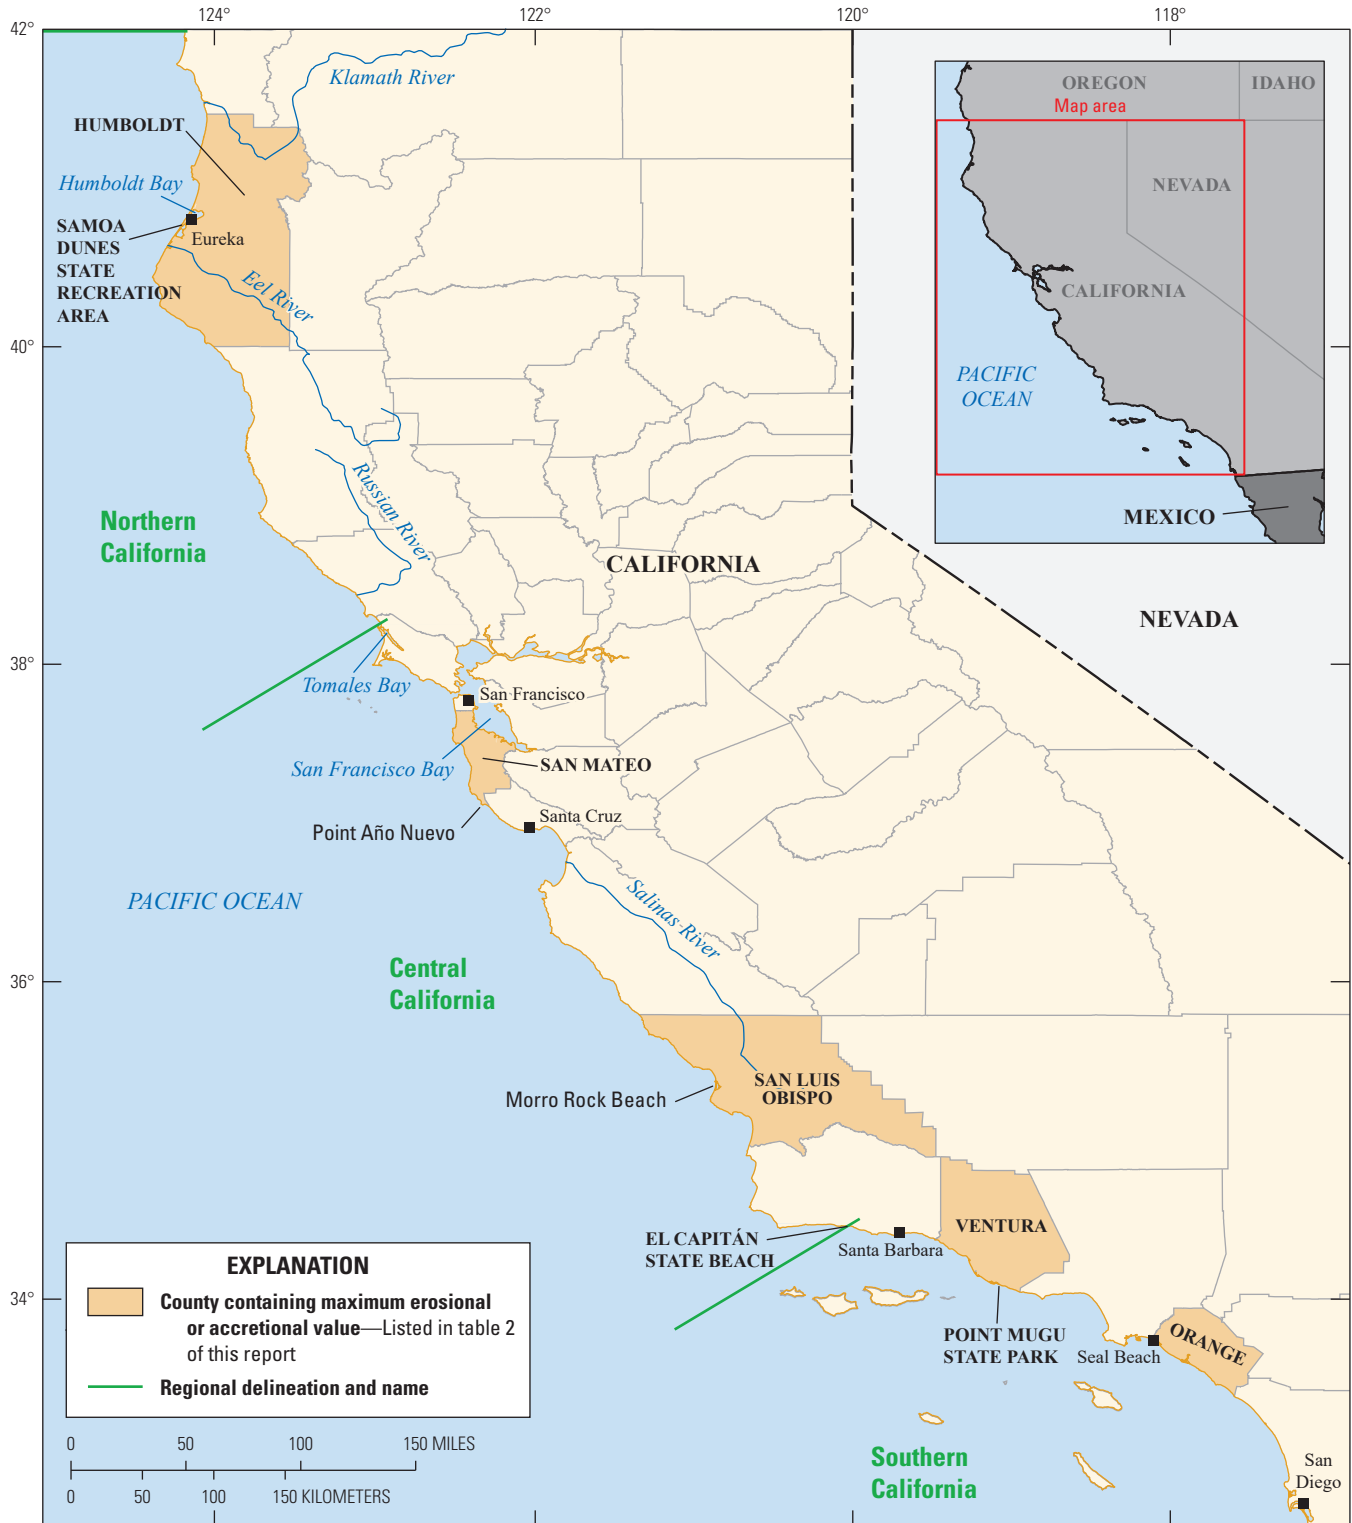 124°
122°
120°
118°
42°
40°
38°
36°
34°
Klamath River
HUMBOLDT
Humboldt Bay
SAMOA
DUNES
STATE
RECREATION
AREA
Eureka
Eel River
Russian River
Northern
California
CALIFORNIA
NEVADA
Tomales Bay
San Francisco
San Francisco Bay
SAN MATEO
Point Año Nuevo
Santa Cruz
PACIFIC OCEAN
Salinas River
Central
California
Morro Rock Beach
SAN LUIS
OBISPO
EL CAPITÁN
STATE BEACH
Santa Barbara
VENTURA
POINT MUGU
STATE PARK
Seal Beach
ORANGE
Southern
California
San
Diego
OREGON
IDAHO
Map area
NEVADA
CALIFORNIA
PACIFIC
OCEAN
MEXICO
EXPLANATION
County containing maximum erosional
or accretional value—Listed in table 2
of this report
Regional delineation and name
0 50 100 150 MILES
0 50 100 150 KILOMETERS